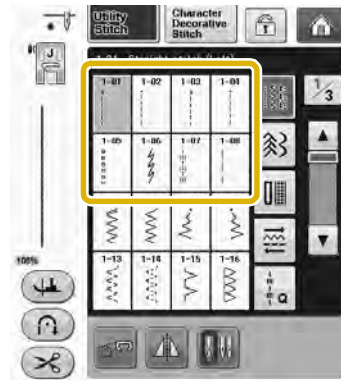 Utility
Stitch
Character
Decorative
Stitch
J
1-01
1-02
1-03
1-04
1/3
1-05
1-06
1-07
1-08
1-13
1-14
1-15
1-16
100%
a